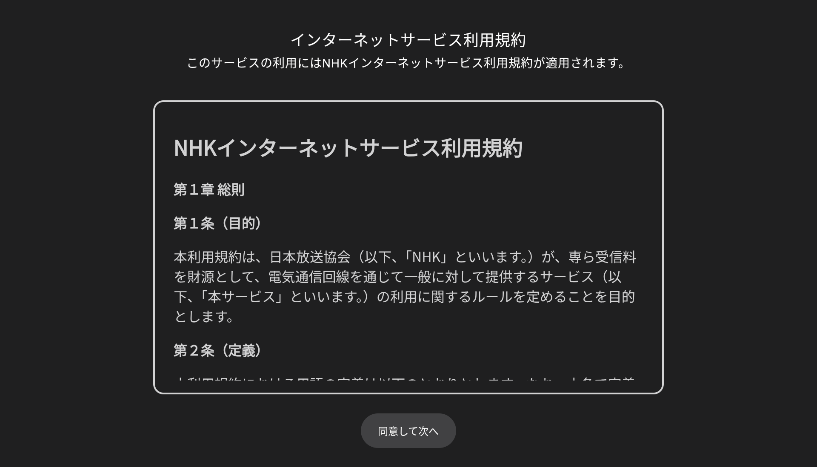 インターネットサービス利用規約
このサービスの利用にはNHKインターネットサービス利用規約が適用されます。
NHKインターネットサービス利用規約
第１章 総則
第１条（目的）
本利用規約は、日本放送協会（以下、「NHK」といいます。）が、専ら受信料
を財源として、電気通信回線を通じて一般に対して提供するサービス（以
下、「本サービス」といいます。）の利用に関するルールを定めることを目的
とします。
第２条（定義）
同意して次へ